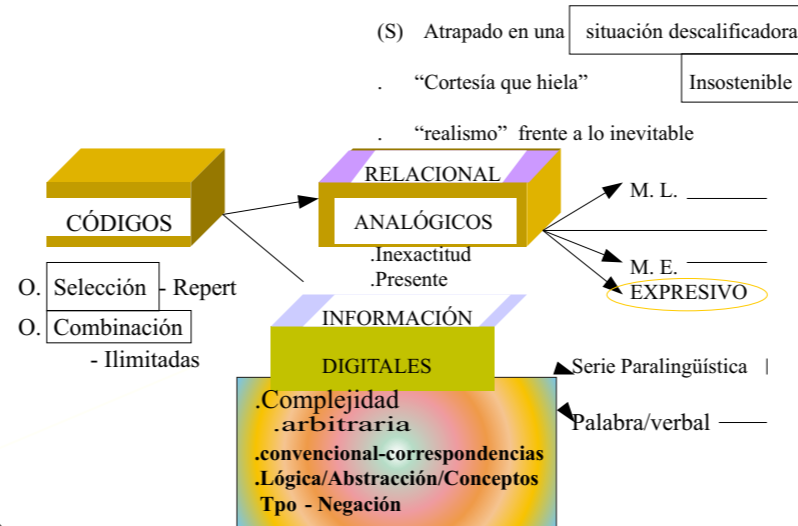 (S) Atrapado en una situación descalificadora
. “Cortesía que hiela” Insostenible
. “realismo” frente a lo inevitable
CÓDIGOS
O. Selección - Repert
O. Combinación
- Ilimitadas
RELACIONAL
ANALÓGICOS
.Inexactitud
.Presente
M. L.
M. E.
EXPRESIVO
INFORMACIÓN
DIGITALES
.Complejidad
.arbitraria
.convencional-correspondencias
.Lógica/Abstracción/Conceptos
Tpo - Negación
Serie Paralingüística
Palabra/verbal